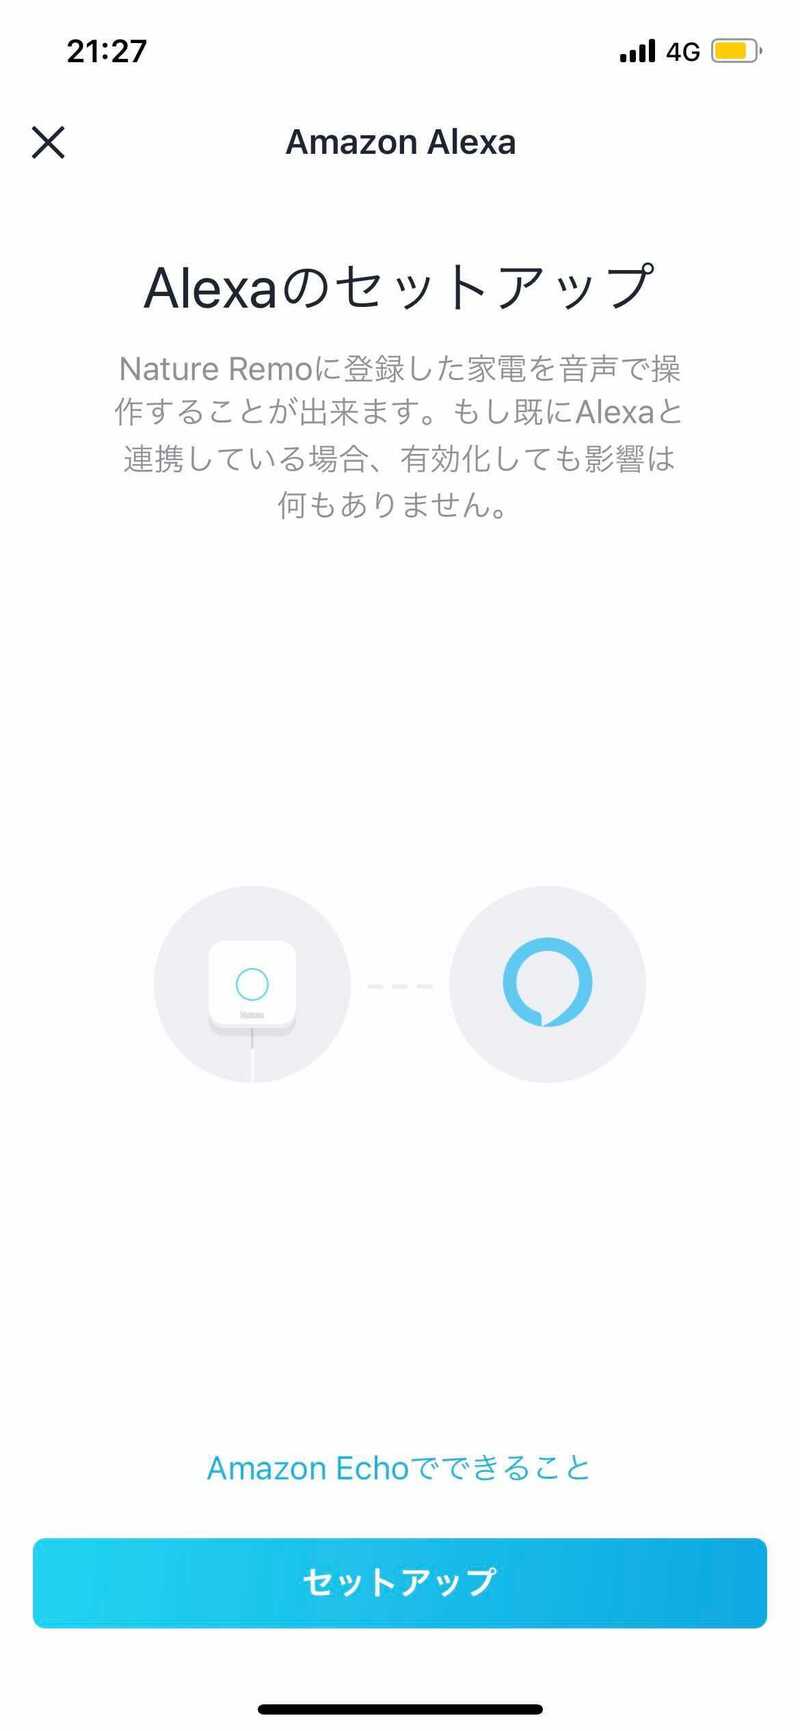 21:27
4G
Amazon Alexa
Alexaのセットアップ
Nature Remoに登録した家電を音声で操
作することが出来ます。もし既にAlexaと
連携している場合、有効化しても影響は
何もありません。
Amazon Echoでできること
セットアップ